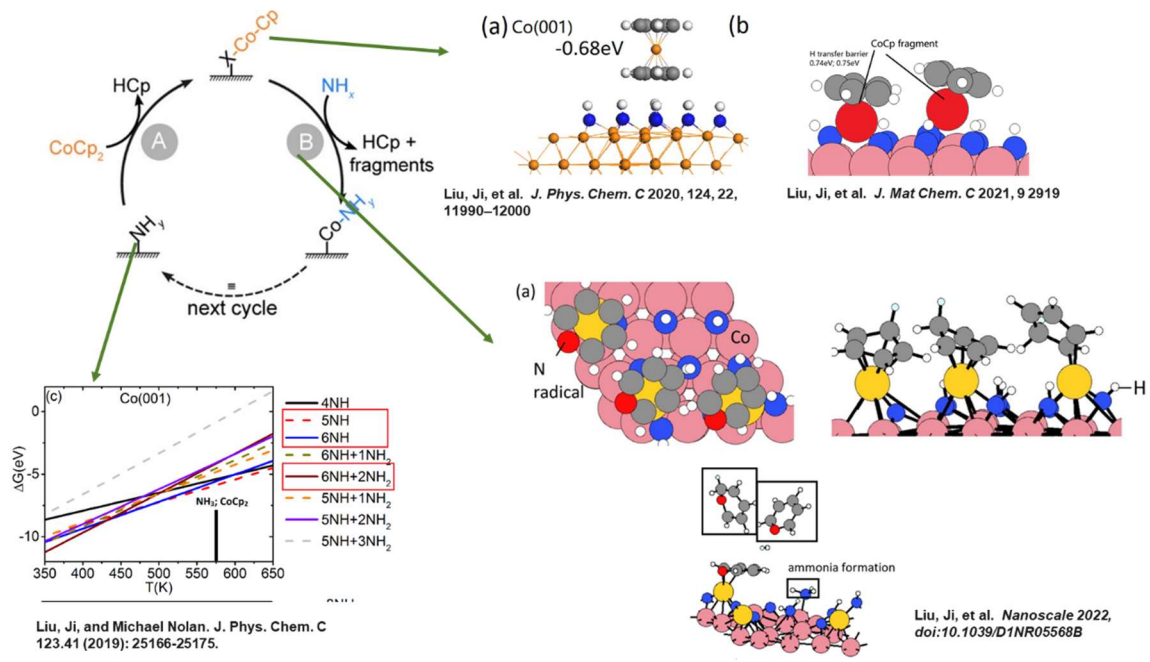 X-Co-Cp
HCp
NHx
A
B
CoCp2
HCp +
fragments
NHy
Co-NHy
≡
next cycle
(a) Co(001)
-0.68eV
Liu, Ji, et al. J. Phys. Chem. C 2020, 124, 22,
11990–12000
(b)
CoCp fragment
H transfer barrier
0.74eV; 0.75eV
Liu, Ji, et al. J. Mat Chem. C 2021, 9 2919
(a)
Co
N
radical
H
(c) Co(001)
0
-5
-10
ΔG(eV)
NH3; CoCp2
350 400 450 500 550 600 650
T(K)
4NH
5NH
6NH
6NH+1NH2
6NH+2NH2
5NH+1NH2
5NH+2NH2
5NH+3NH2
Liu, Ji, and Michael Nolan. J. Phys. Chem. C
123.41 (2019): 25166-25175.
ammonia formation
Liu, Ji, et al. Nanoscale 2022,
doi:10.1039/D1NR05568B